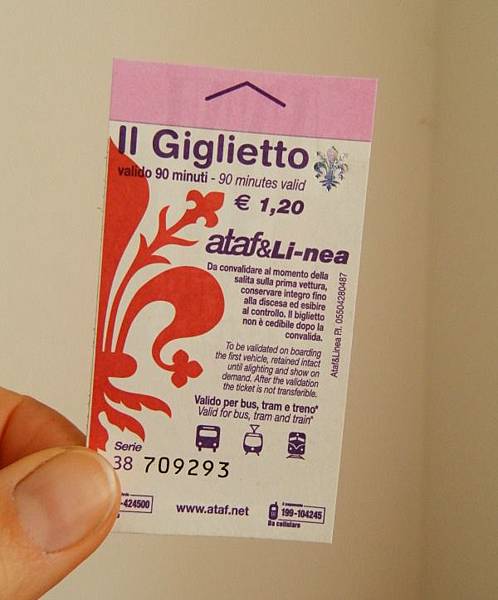 Il Giglietto
valido 90 minuti - 90 minutes valid
€ 1,20
ataf&Li-nea
Da convalidare al momento della
salita sulla prima vettura,
conservare integro fino
alla discesa ed esibire
al controllo. Il biglietto
non è cedibile dopo la
convalida.
To be validated on boarding
the first vehicle, retained intact
until alighting and show on
demand. After the validation
the ticket is not transferible.
Ataf&Linea PI. 05504280487
Valido per bus, tram e treno*
Valid for bus, tram and train*
Serie
38 709293
-424500
www.ataf.net
199-104245
Da cellulare